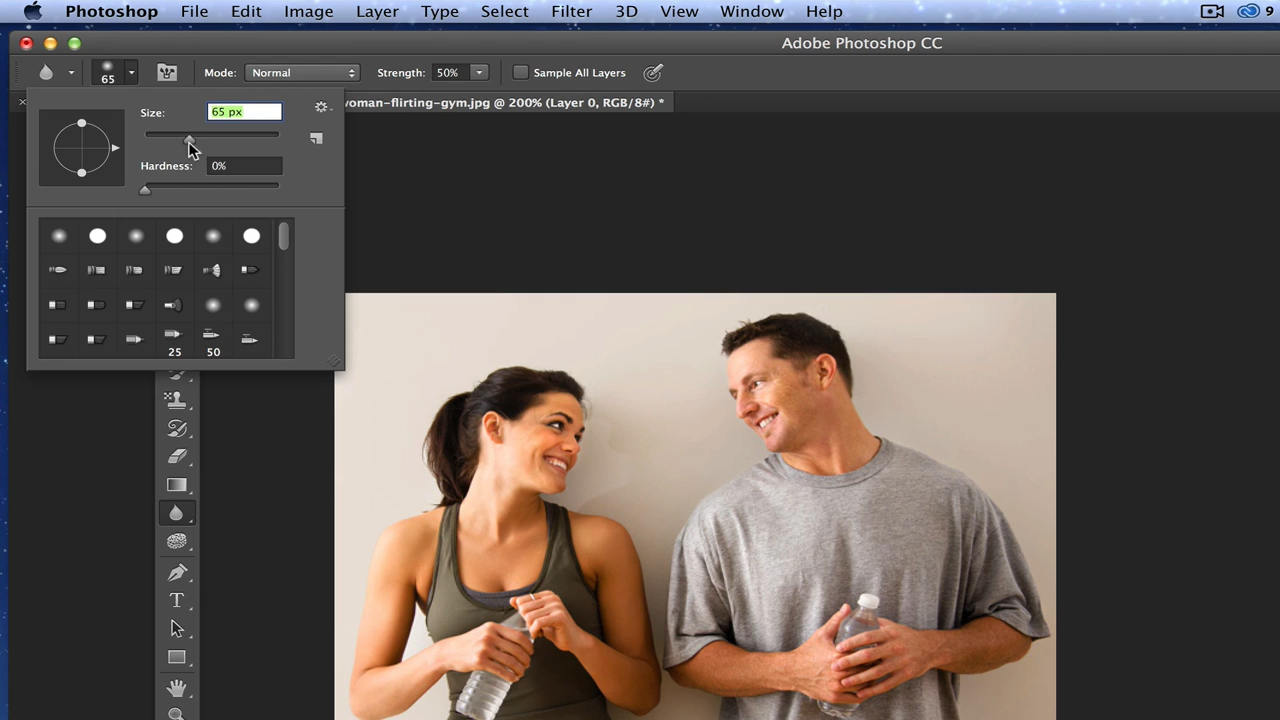 Photoshop File Edit Image Layer Type Select Filter 3D View Window Help 9
Adobe Photoshop CC
65 Mode: Normal Strength: 50% Sample All Layers
woman-flirting-gym.jpg @ 200% (Layer 0, RGB/8#) *
Size: 65 px
Hardness: 0%
25 50
T